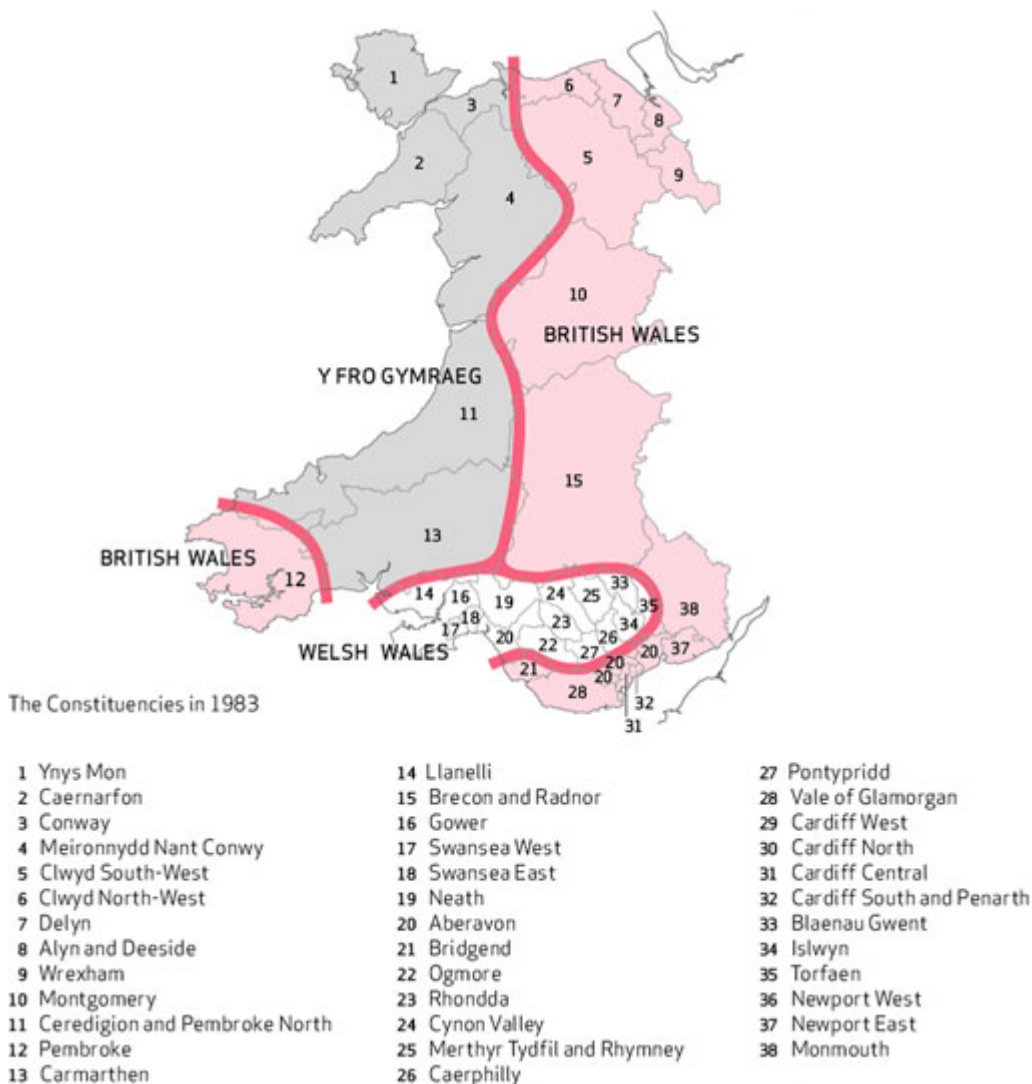 1
6
3
7
8
2
5
9
4
10
BRITISH WALES
Y FRO GYMRAEG
11
15
13
BRITISH WALES
12
14
16
19
24
25
33
35
38
18
23
34
17
20
22
26
27
20
20
37
WELSH WALES
21
20
28
32
31
The Constituencies in 1983
1 Ynys Mon
2 Caernarfon
3 Conway
4 Meironnydd Nant Conwy
5 Clwyd South-West
6 Clwyd North-West
7 Delyn
8 Alyn and Deeside
9 Wrexham
10 Montgomery
11 Ceredigion and Pembroke North
12 Pembroke
13 Carmarthen
14 Llanelli
15 Brecon and Radnor
16 Gower
17 Swansea West
18 Swansea East
19 Neath
20 Aberavon
21 Bridgend
22 Ogmore
23 Rhondda
24 Cynon Valley
25 Merthyr Tydfil and Rhymney
26 Caerphilly
27 Pontypridd
28 Vale of Glamorgan
29 Cardiff West
30 Cardiff North
31 Cardiff Central
32 Cardiff South and Penarth
33 Blaenau Gwent
34 Islwyn
35 Torfaen
36 Newport West
37 Newport East
38 Monmouth